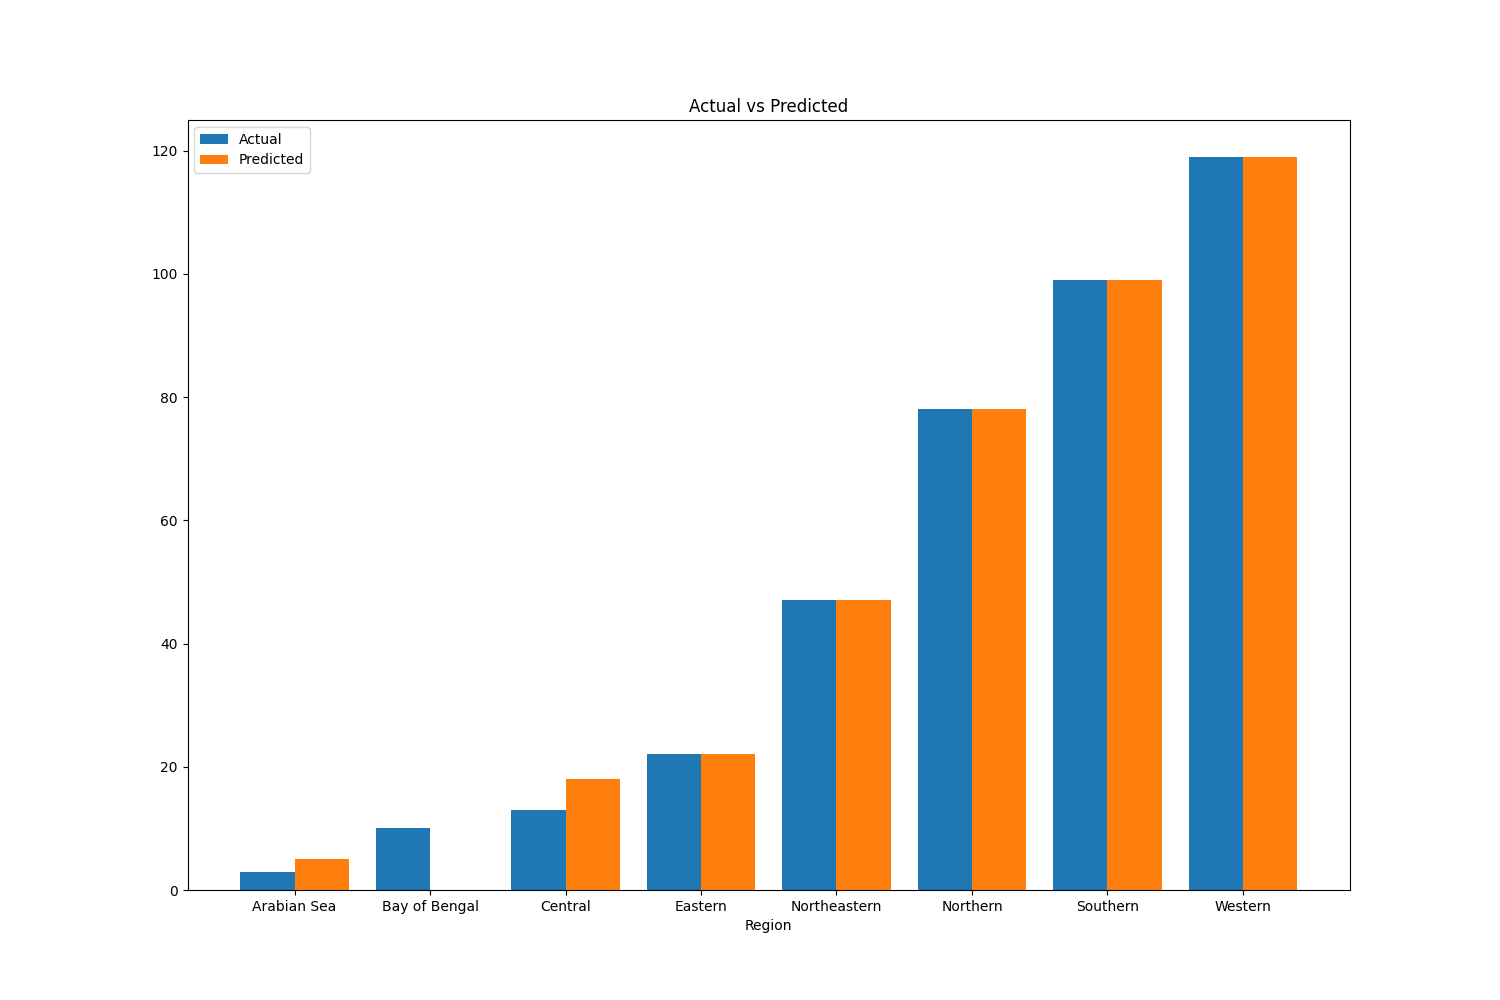 Actual vs Predicted
Actual
Predicted
120
100
80
60
40
20
0
Arabian Sea Bay of Bengal Central Eastern Northeastern Northern Southern Western
Region